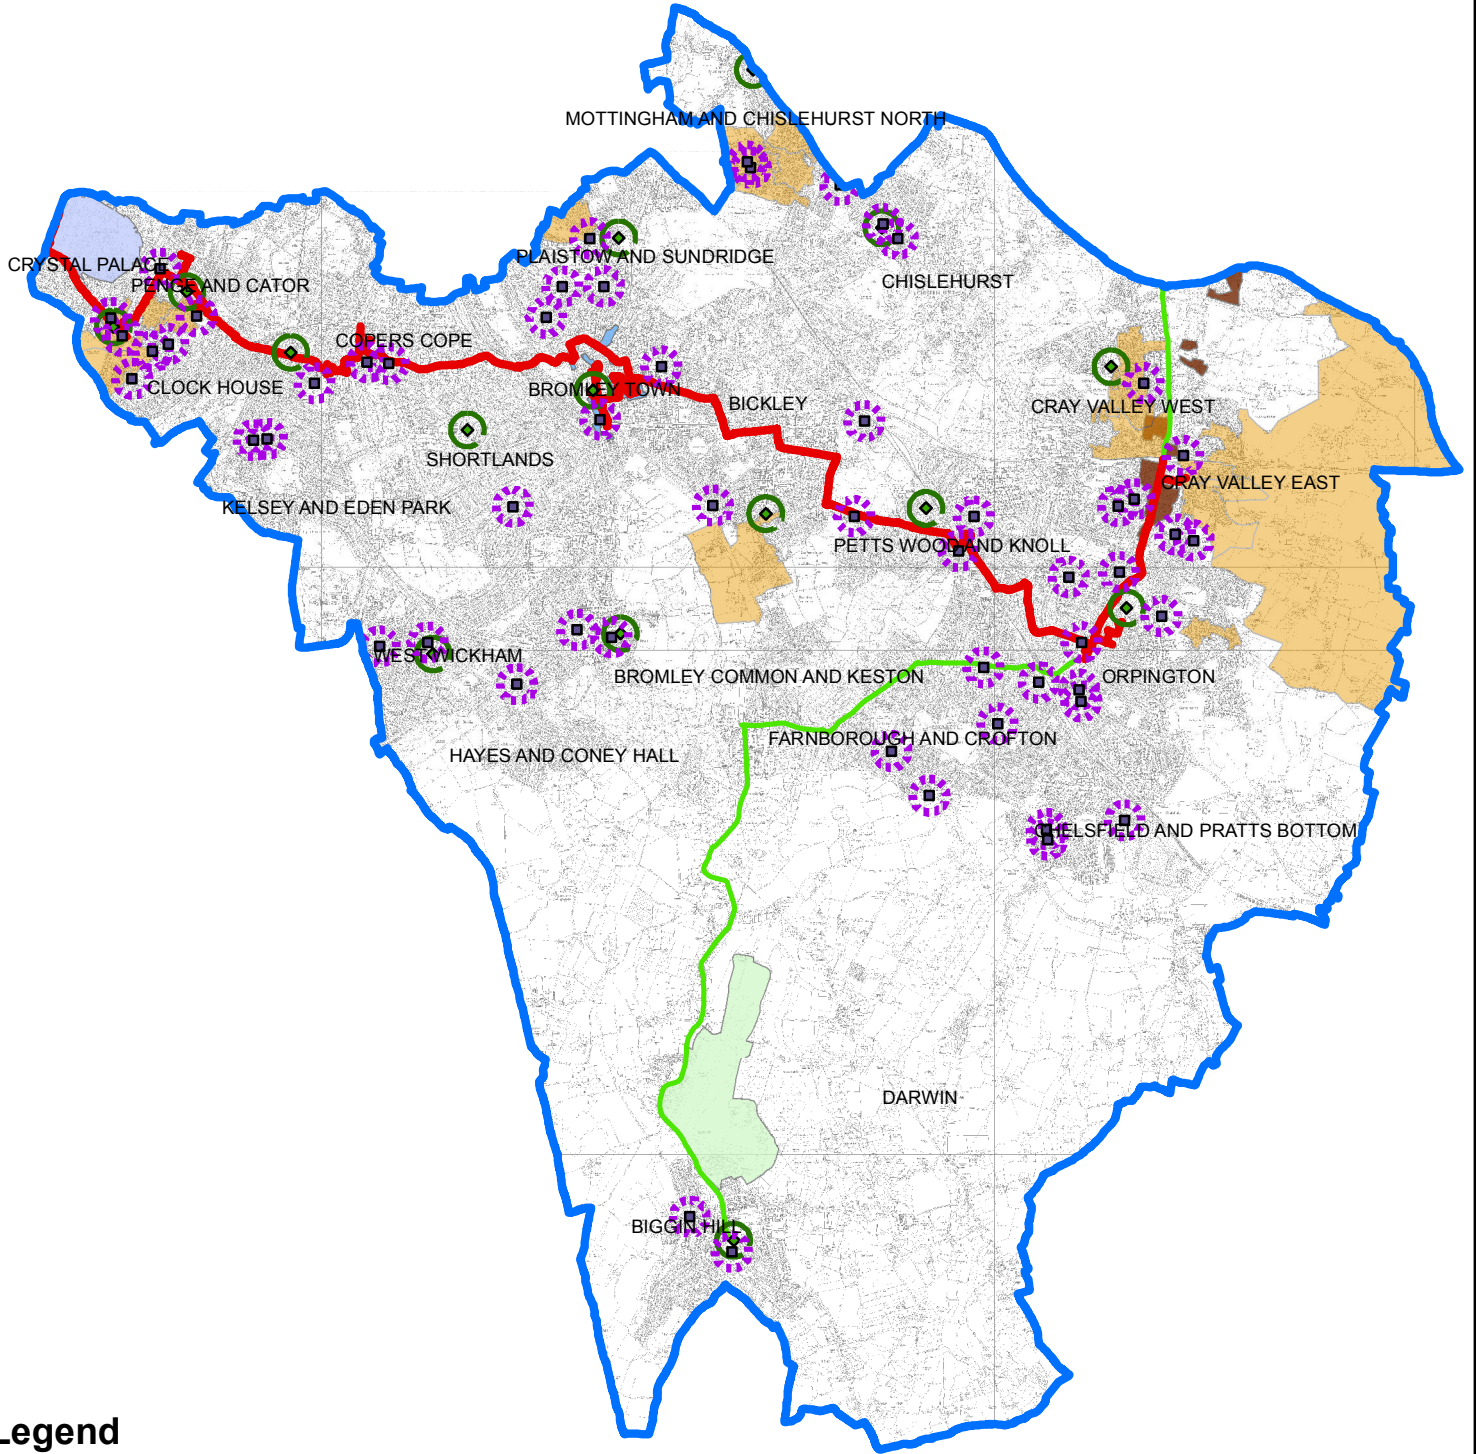 MOTTINGHAM AND CHISLEHURST NORTH
PLAISTOW AND SUNDRIDGE
CRYSTAL PALACE
PENGE AND CATOR
CHISLEHURST
COPERS COPE
CLOCK HOUSE
BROMLEY TOWN
BICKLEY
CRAY VALLEY WEST
SHORTLANDS
CRAY VALLEY EAST
KELSEY AND EDEN PARK
PETTS WOOD AND KNOLL
WEST WICKHAM
BROMLEY COMMON AND KESTON
ORPINGTON
FARNBOROUGH AND CROFTON
HAYES AND CONEY HALL
CHELSFIELD AND PRATTS BOTTOM
DARWIN
BIGGIN HILL
Legend